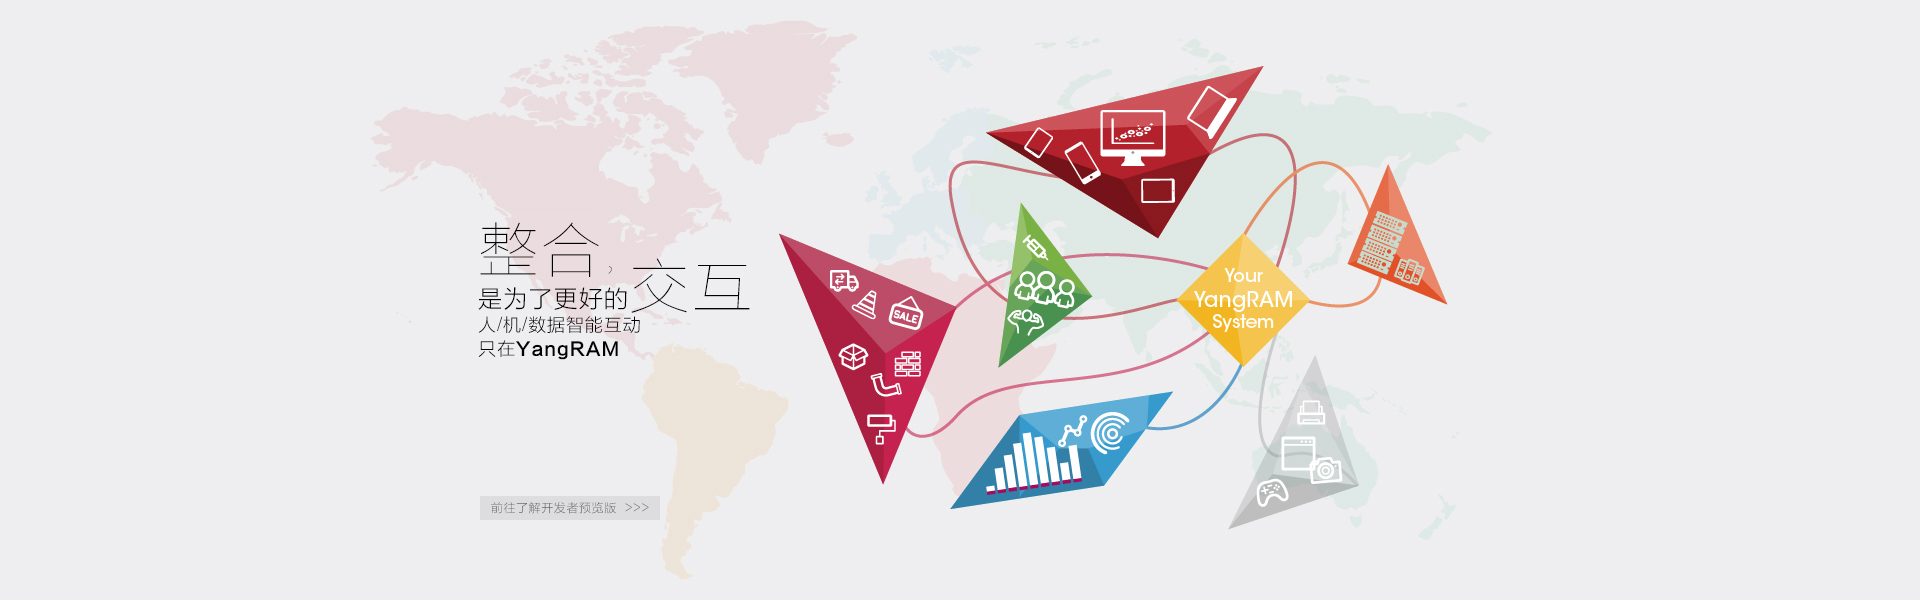 整合，交互
是为了更好的
人/机/数据智能互动
只在YangRAM
前往了解开发者预览版 >>>
SALE
Your
YangRAM
System